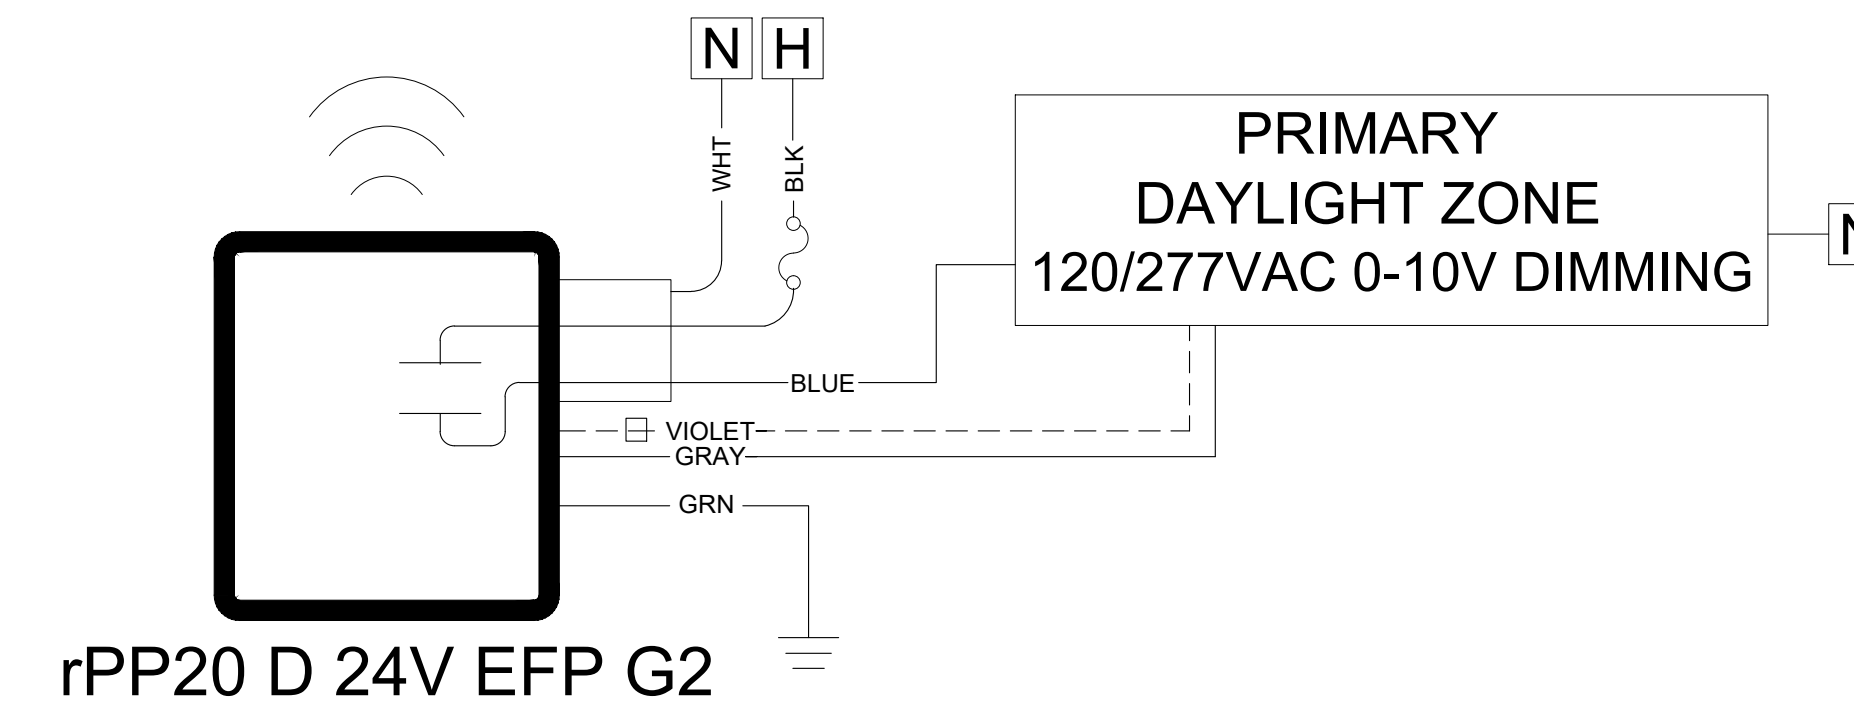 N H
WHT
BLK
PRIMARY
DAYLIGHT ZONE
120/277VAC 0-10V DIMMING
BLUE
VIOLET
GRAY
GRN
rPP20 D 24V EFP G2